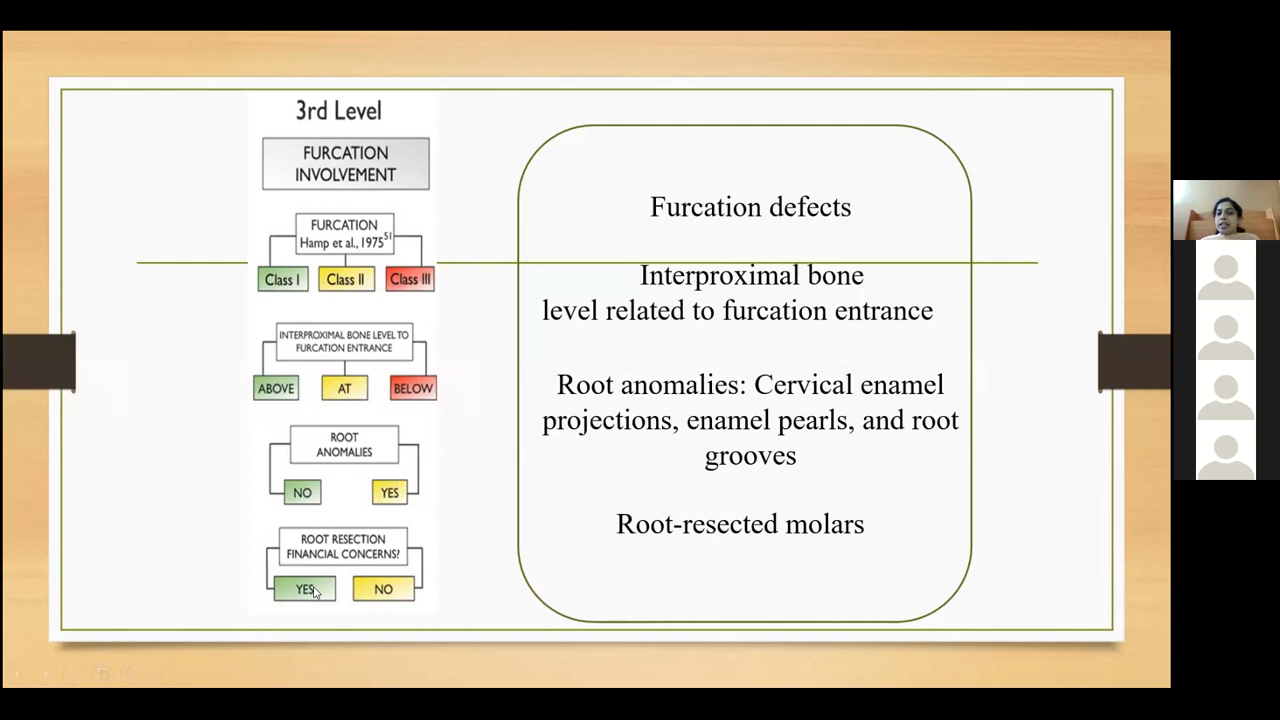 3rd Level
FURCATION
INVOLVEMENT
FURCATION
Hamp et al., 1975⁵¹
Class I
Class II
Class III
INTERPROXIMAL BONE LEVEL TO
FURCATION ENTRANCE
ABOVE
AT
BELOW
ROOT
ANOMALIES
NO
YES
ROOT RESECTION
FINANCIAL CONCERNS?
YES
NO
Furcation defects
Interproximal bone
level related to furcation entrance
Root anomalies: Cervical enamel
projections, enamel pearls, and root
grooves
Root-resected molars